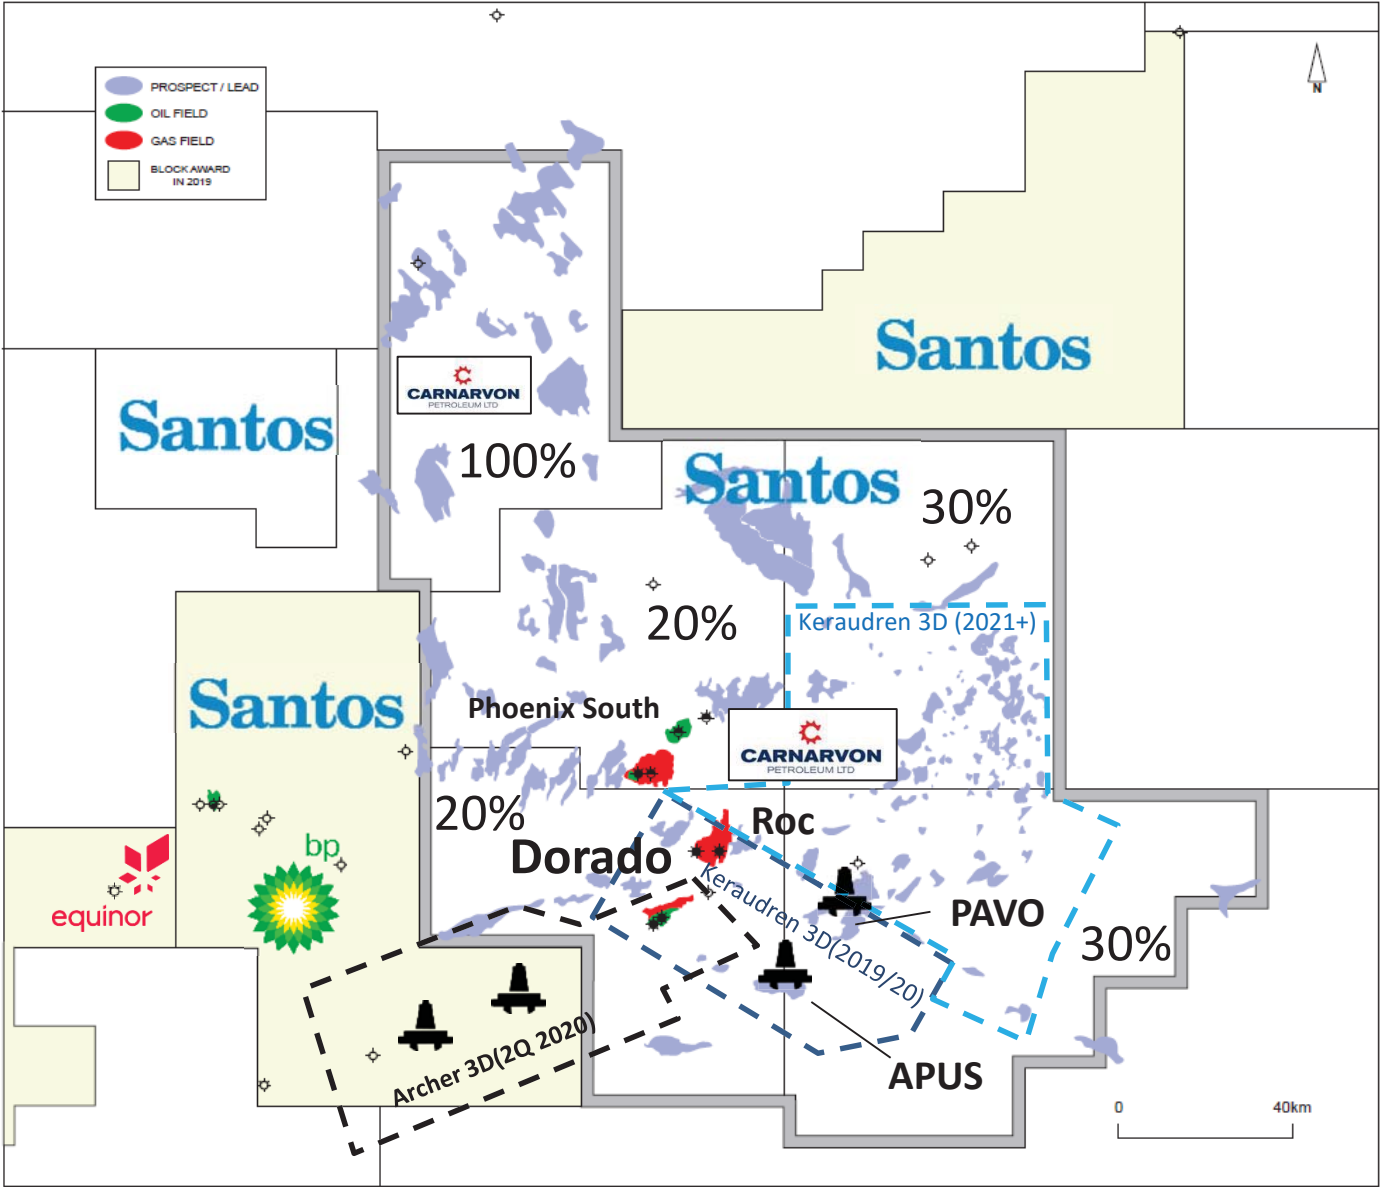 PROSPECT / LEAD
OIL FIELD
GAS FIELD
BLOCK AWARD
IN 2019
N
Santos
Santos
CARNARVON
PETROLEUM LTD
100%
Santos
30%
20%
Keraudren 3D (2021+)
Santos
Phoenix South
CARNARVON
PETROLEUM LTD
20%
Roc
Dorado
bp
equinor
Keraudren 3D(2019/20)
PAVO
30%
Archer 3D(2Q 2020)
APUS
0 40km